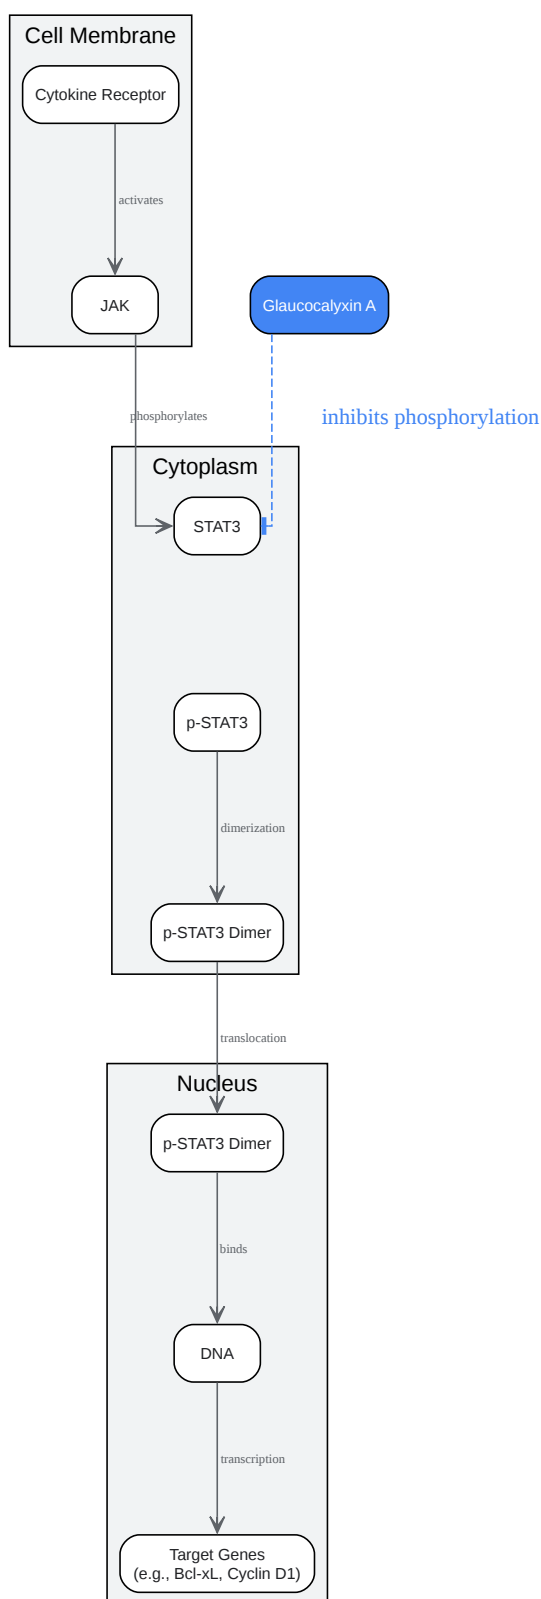 Cell Membrane
Cytokine Receptor
activates
JAK
Glaucocalyxin A
phosphorylates
inhibits phosphorylation
Cytoplasm
STAT3
p-STAT3
dimerization
p-STAT3 Dimer
translocation
Nucleus
p-STAT3 Dimer
binds
DNA
transcription
Target Genes
(e.g., Bcl-xL, Cyclin D1)